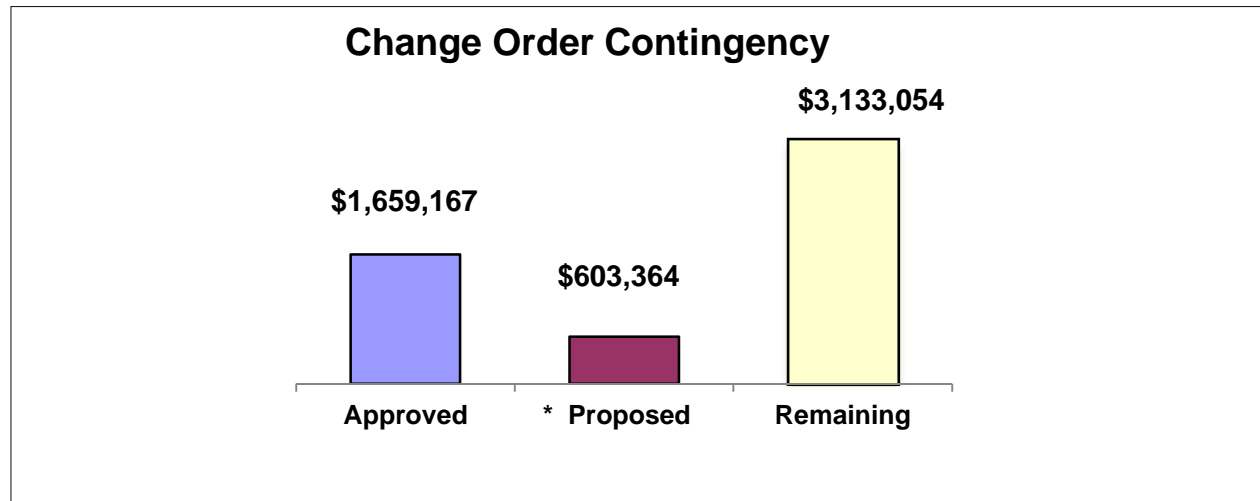 Change Order Contingency
$3,133,054
$1,659,167
$603,364
Approved * Proposed Remaining